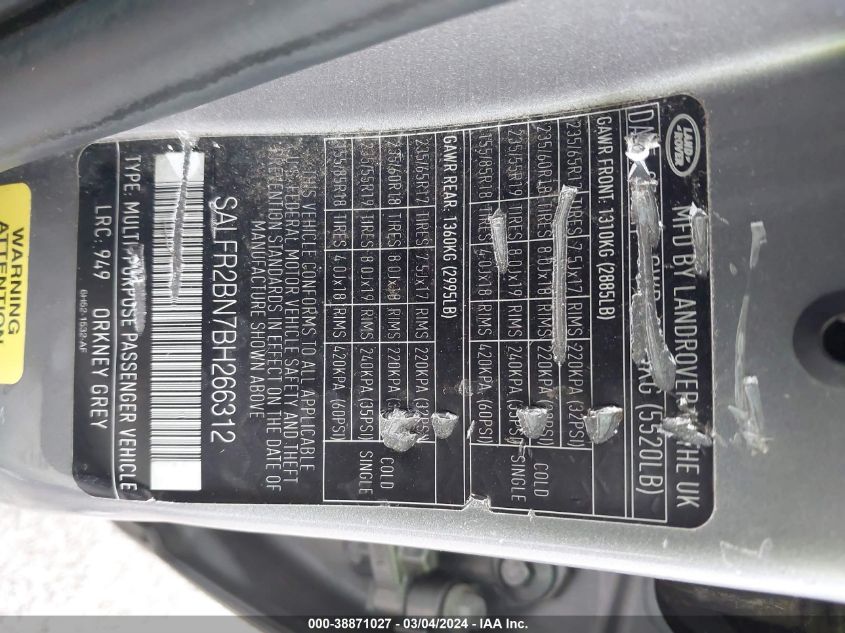 LAND ROVER
MFD BY LANDROVER THE UK
KG (5520LB)
GAWR FRONT: 1310KG (2885LB)
235/65R17 TIRES 7.5Jx17 RIMS 220KPA (32PSI)
235/60R18 TIRES 8.0Jx18 RIMS 220KPA
235/55R19 TIRES 8.0Jx19 RIMS 240KPA (35PSI)
155/85R18 TIRES 4.0Jx18 RIMS 420KPA (60PSI)
COLD
SINGLE
GAWR REAR: 1360KG (2995LB)
235/65R17 TIRES 7.5Jx17 RIMS 220KPA (32PSI
235/60R18 TIRES 8.0Jx18 RIMS 220KPA
235/55R19 TIRES 8.0Jx19 RIMS 240KPA (35PSI)
155/85R18 TIRES 4.0Jx18 RIMS 420KPA (60PSI)
COLD
SINGLE
THIS VEHICLE CONFORMS TO ALL APPLICABLE
U.S. FEDERAL MOTOR VEHICLE SAFETY AND THEFT
PREVENTION STANDARDS IN EFFECT ON THE DATE OF
MANUFACTURE SHOWN ABOVE
SALFR2BN7BH266312
TYPE: MULTI-PURPOSE PASSENGER VEHICLE
LRC: 949 ORKNEY GREY
BH52-1532-AF
WARNING
ATTENTION
000-38871027 - 03/04/2024 - IAA Inc.